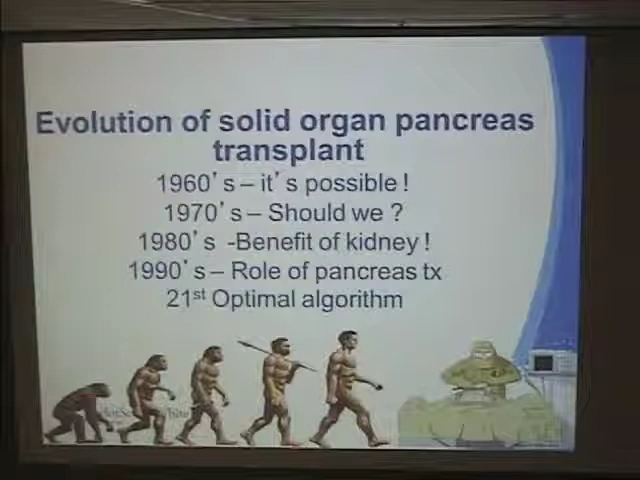 Evolution of solid organ pancreas
transplant
1960's – it's possible !
1970's – Should we ?
1980's -Benefit of kidney !
1990's – Role of pancreas tx
21st Optimal algorithm